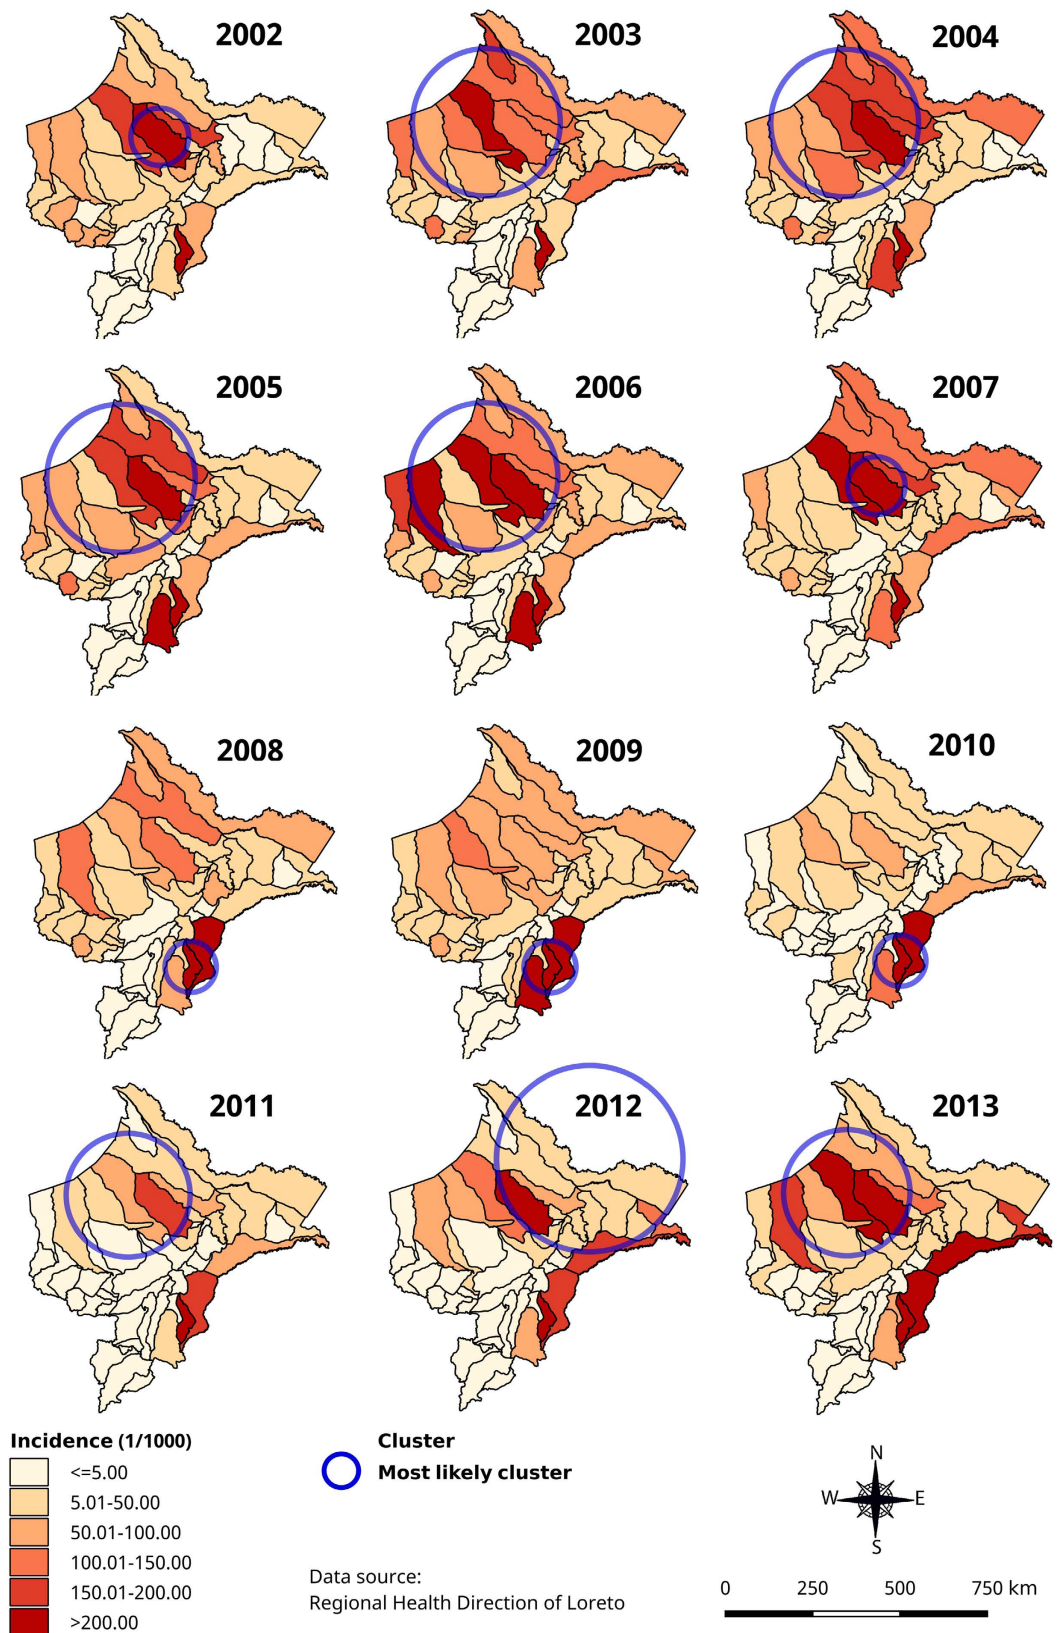 2002
2003
2004
2005
2006
2007
2008
2009
2010
2011
2012
2013
Incidence (1/1000)
<=5.00
5.01-50.00
50.01-100.00
100.01-150.00
150.01-200.00
>200.00
Cluster
Most likely cluster
Data source:
Regional Health Direction of Loreto
N
W E
S
0 250 500 750 km